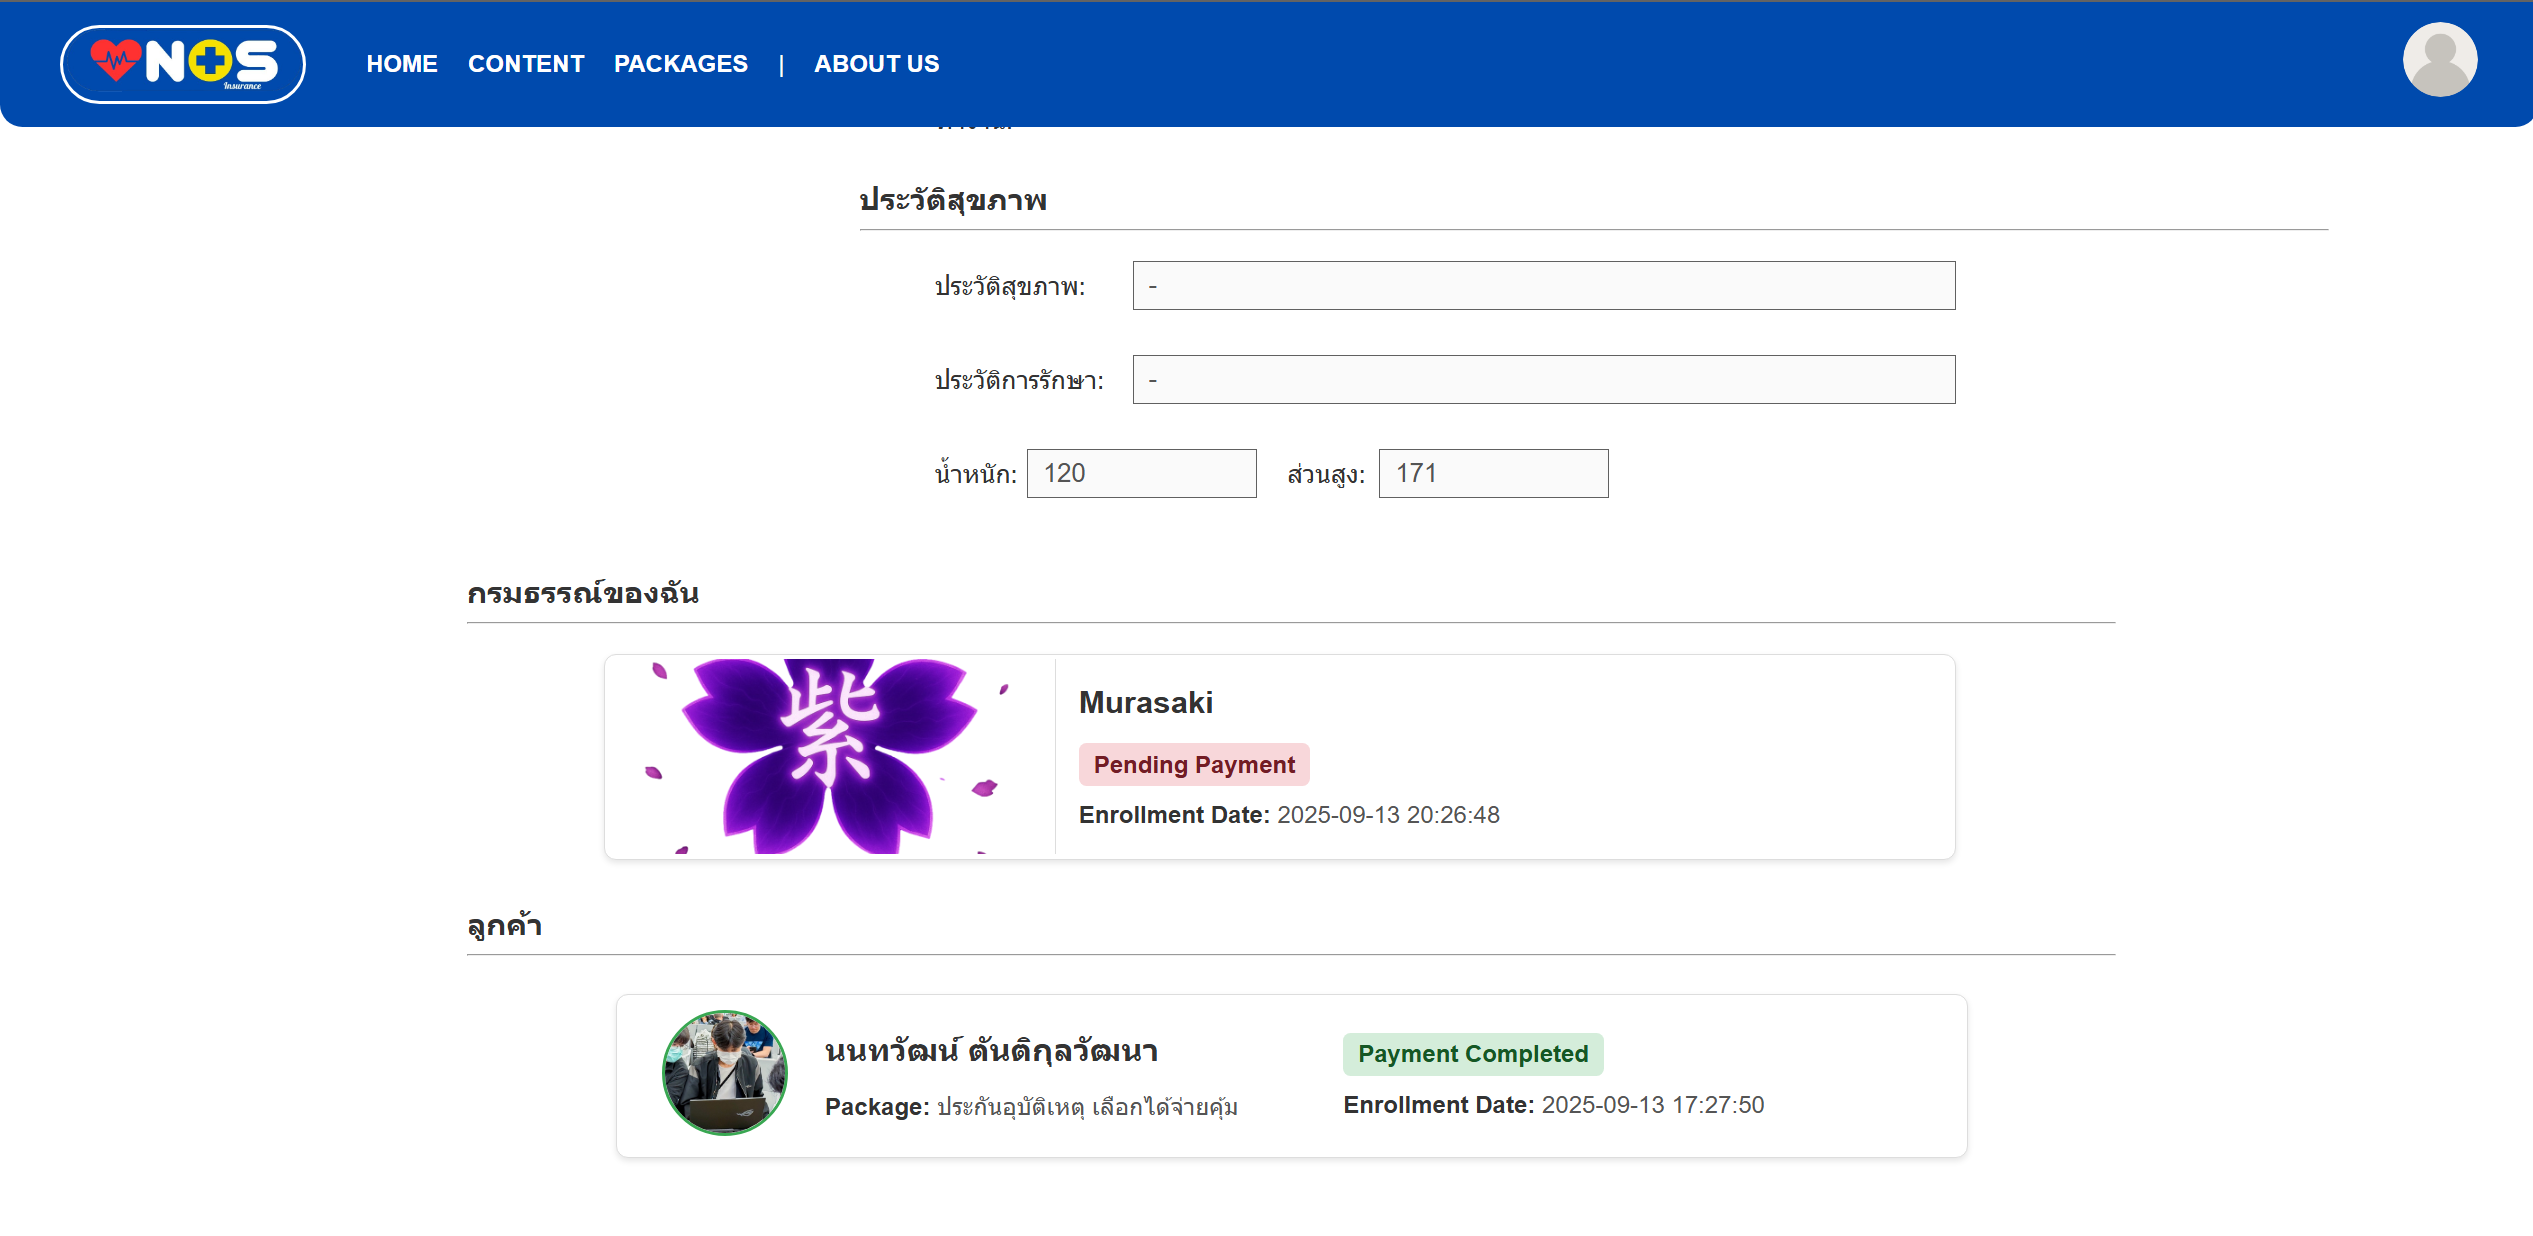 NOS
Insurance
HOME CONTENT PACKAGES | ABOUT US
ประวัติสุขภาพ
ประวัติสุขภาพ: -
ประวัติการรักษา: -
น้ำหนัก: 120 ส่วนสูง: 171
กรมธรรณ์ของฉัน
紫
Murasaki
Pending Payment
Enrollment Date: 2025-09-13 20:26:48
ลูกค้า
นนทวัฒน์ ตันติกุลวัฒนา
Package: ประกันอุบัติเหตุ เลือกได้จ่ายคุ้ม
Payment Completed
Enrollment Date: 2025-09-13 17:27:50